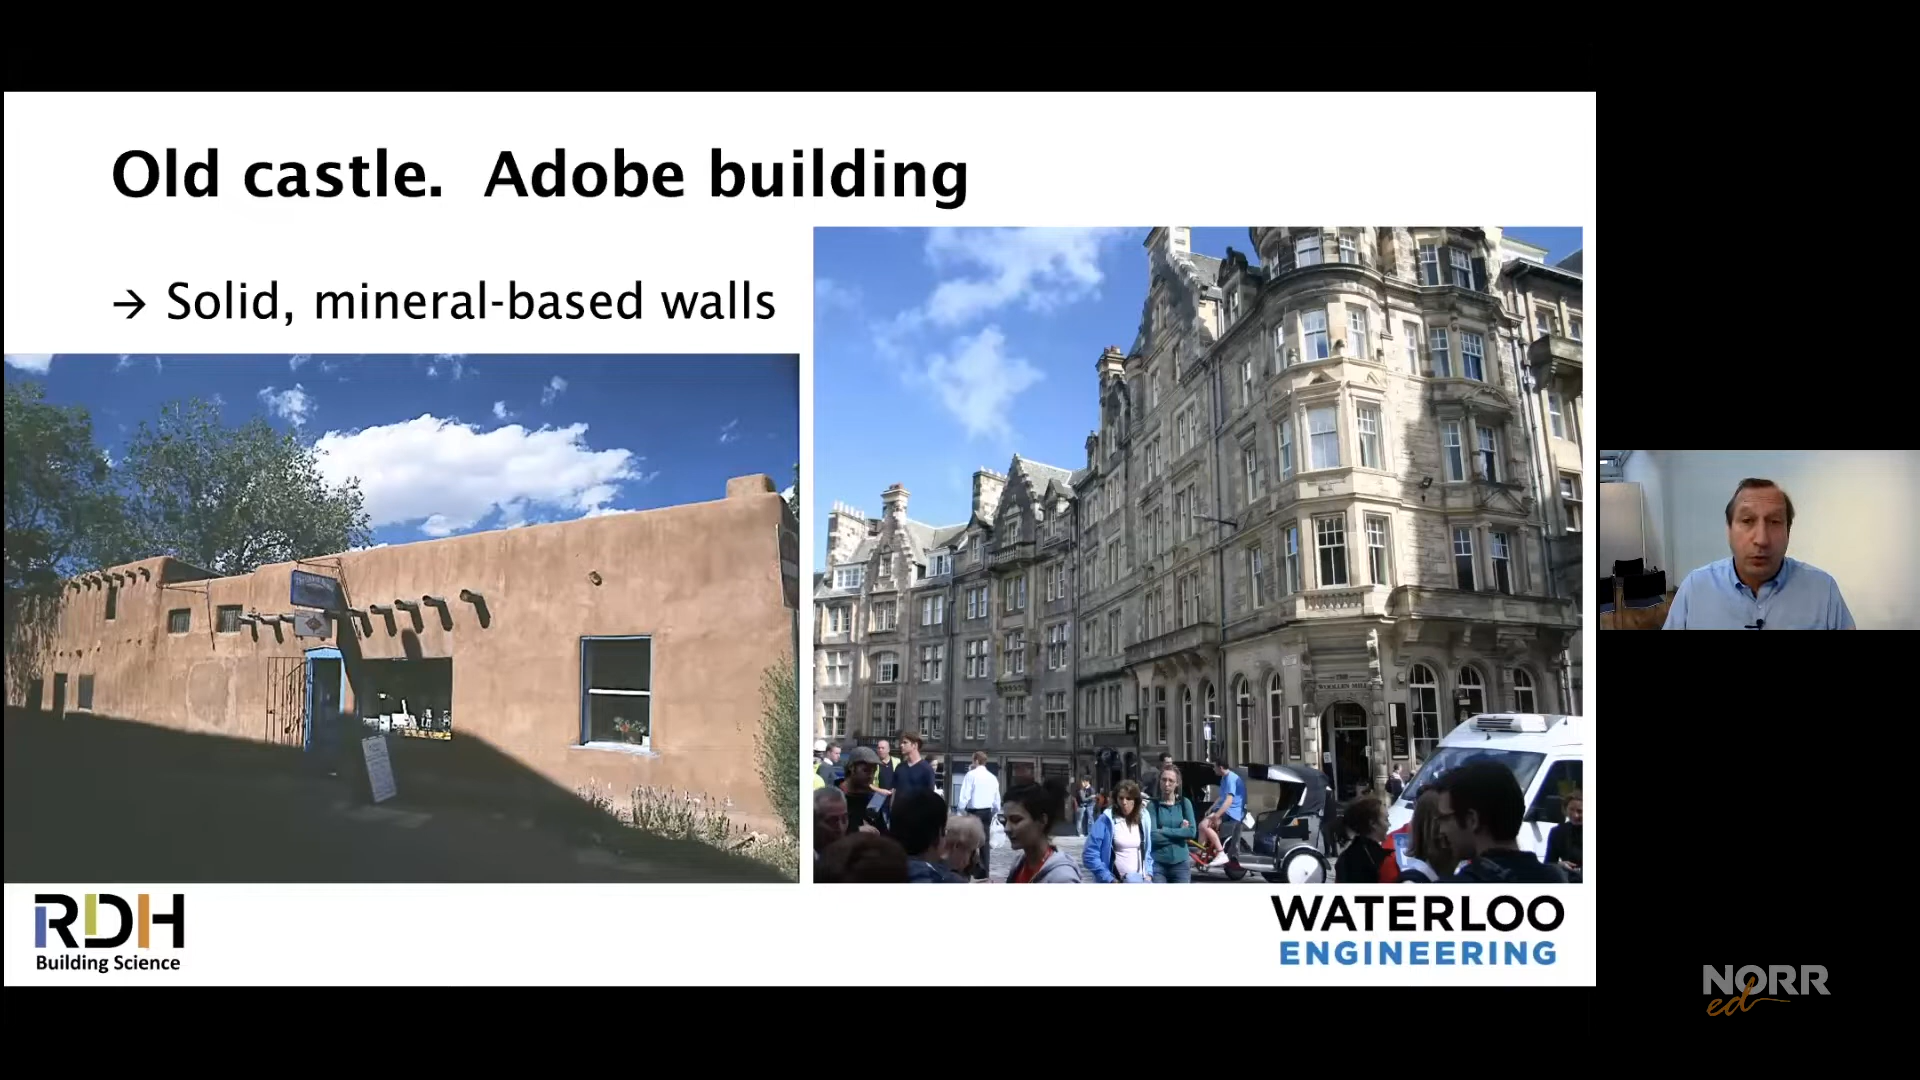 Old castle.  Adobe building
→ Solid, mineral-based walls
RDH
Building Science
WATERLOO
ENGINEERING
NORR
ed